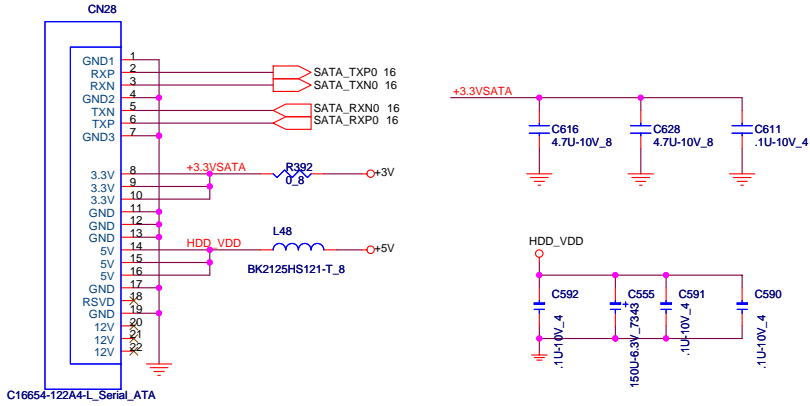 CN28
GND1 1
RXP 2 SATA_TXP0 16
RXN 3 SATA_TXN0 16
GND2 4
TXN 5 SATA_RXN0 16
TXP 6 SATA_RXP0 16
GND3 7
3.3V 8 +3.3VSATA R392 +3V
0_8
3.3V 9
3.3V 10
GND 11
GND 12
GND 13
5V 14 HDD_VDD L48 +5V
5V 15
BK2125HS121-T_8
5V 16
GND 17
RSVD 18
GND 19
12V 20
12V 21
12V 22
C16654-122A4-L_Serial_ATA
+3.3VSATA
C616
4.7U-10V_8
C628
4.7U-10V_8
C611
.1U-10V_4
HDD_VDD
C592
.1U-10V_4
C555
+
150U-6.3V_7343
C591
.1U-10V_4
C590
.1U-10V_4